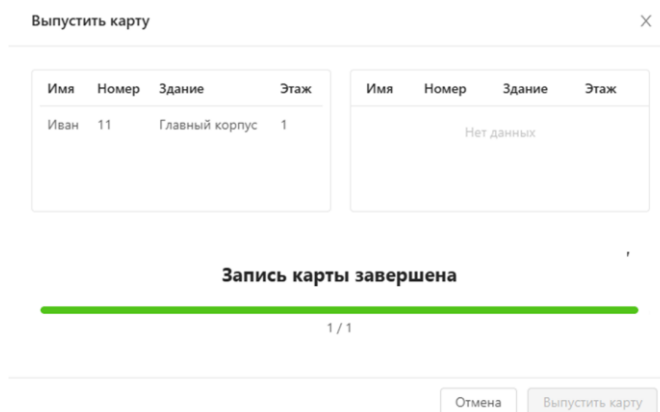 Выпустить карту
Имя Номер Здание Этаж
Иван 11 Главный корпус 1
Имя Номер Здание Этаж
Нет данных
Запись карты завершена
1 / 1
Отмена Выпустить карту